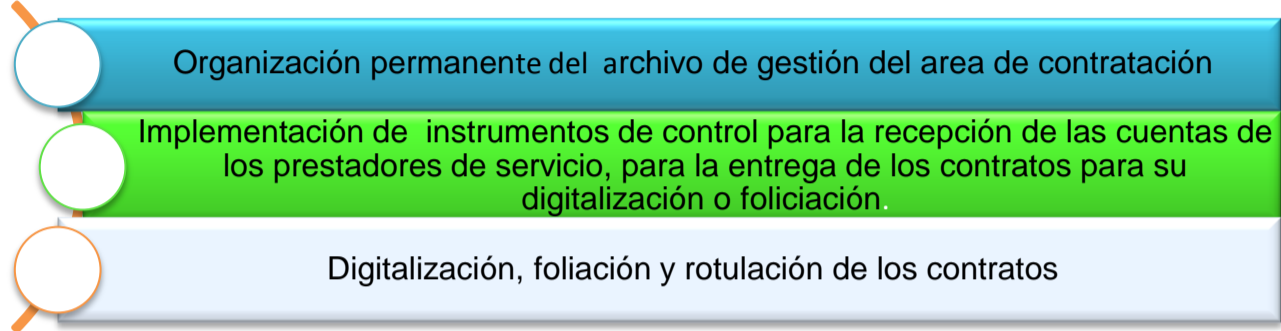 Organización permanente del archivo de gestión del area de contratación
Implementación de instrumentos de control para la recepción de las cuentas de
los prestadores de servicio, para la entrega de los contratos para su
digitalización o foliciación.
Digitalización, foliación y rotulación de los contratos